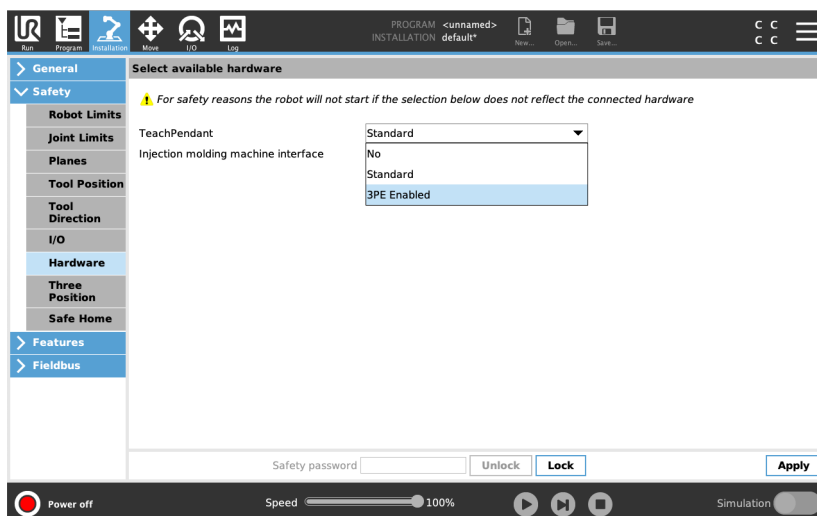 PROGRAM <unnamed>
INSTALLATION default*
UR
Run
Program
Installation
Move
I/O
Log
New...
Open...
Save...
C C
C C
General
Safety
Robot Limits
Joint Limits
Planes
Tool Position
Tool
Direction
I/O
Hardware
Three
Position
Safe Home
Features
Fieldbus
Select available hardware
For safety reasons the robot will not start if the selection below does not reflect the connected hardware
TeachPendant Standard
Injection molding machine interface
No
Standard
3PE Enabled
Safety password Unlock Lock Apply
Power off Speed 100% Simulation